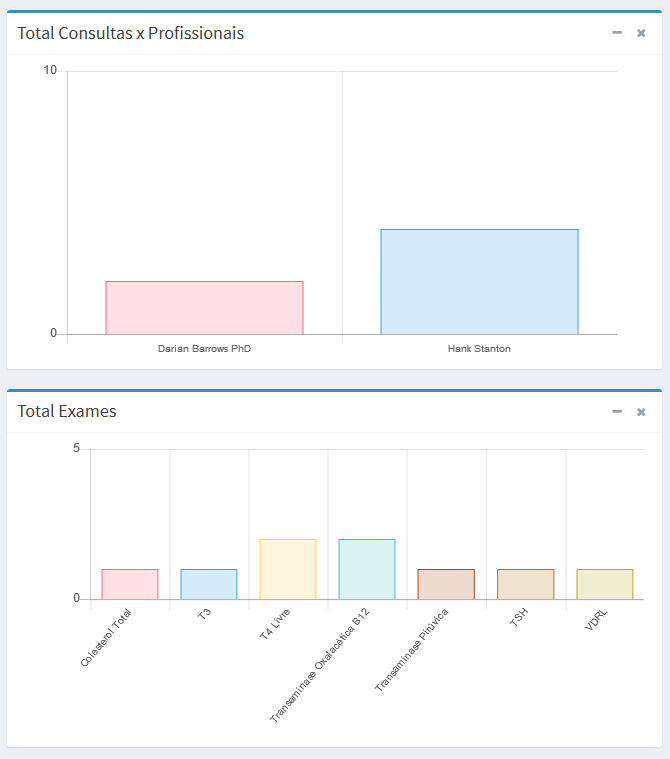 Total Consultas x Profissionais
10
0
Darian Barrows PhD
Hank Stanton
Total Exames
5
0
Colesterol Total
T3
T4 Livre
Transaminase Oxalacética B12
Transaminase Pirúvica
TSH
VDRL